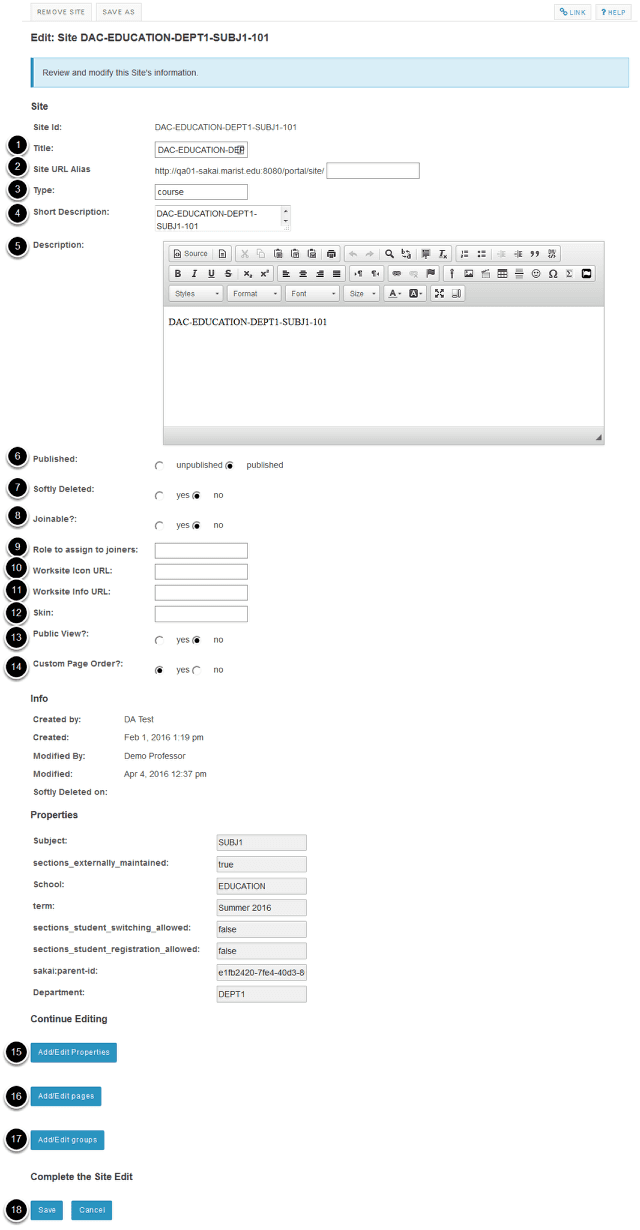 REMOVE SITE SAVE AS LINK ? HELP
Edit: Site DAC-EDUCATION-DEPT1-SUBJ1-101
Review and modify this Site's information.
Site
Site Id: DAC-EDUCATION-DEPT1-SUBJ1-101
1 Title: DAC-EDUCATION-DEP
2 Site URL Alias http://qa01-sakai.marist.edu:8080/portal/site/
3 Type: course
4 Short Description: DAC-EDUCATION-DEPT1-
SUBJ1-101
5 Description: Source
B I U S x₂ x²
Styles Format Font Size A A
DAC-EDUCATION-DEPT1-SUBJ1-101
6 Published: unpublished published
7 Softly Deleted: yes no
8 Joinable?: yes no
9 Role to assign to joiners:
10 Worksite Icon URL:
11 Worksite Info URL:
12 Skin:
13 Public View?: yes no
14 Custom Page Order?: yes no
Info
Created by: DA Test
Created: Feb 1, 2016 1:19 pm
Modified By: Demo Professor
Modified: Apr 4, 2016 12:37 pm
Softly Deleted on:
Properties
Subject: SUBJ1
sections_externally_maintained: true
School: EDUCATION
term: Summer 2016
sections_student_switching_allowed: false
sections_student_registration_allowed: false
sakai:parent-id: e1fb2420-7fe4-40d3-8
Department: DEPT1
Continue Editing
15 Add/Edit Properties
16 Add/Edit pages
17 Add/Edit groups
Complete the Site Edit
18 Save Cancel